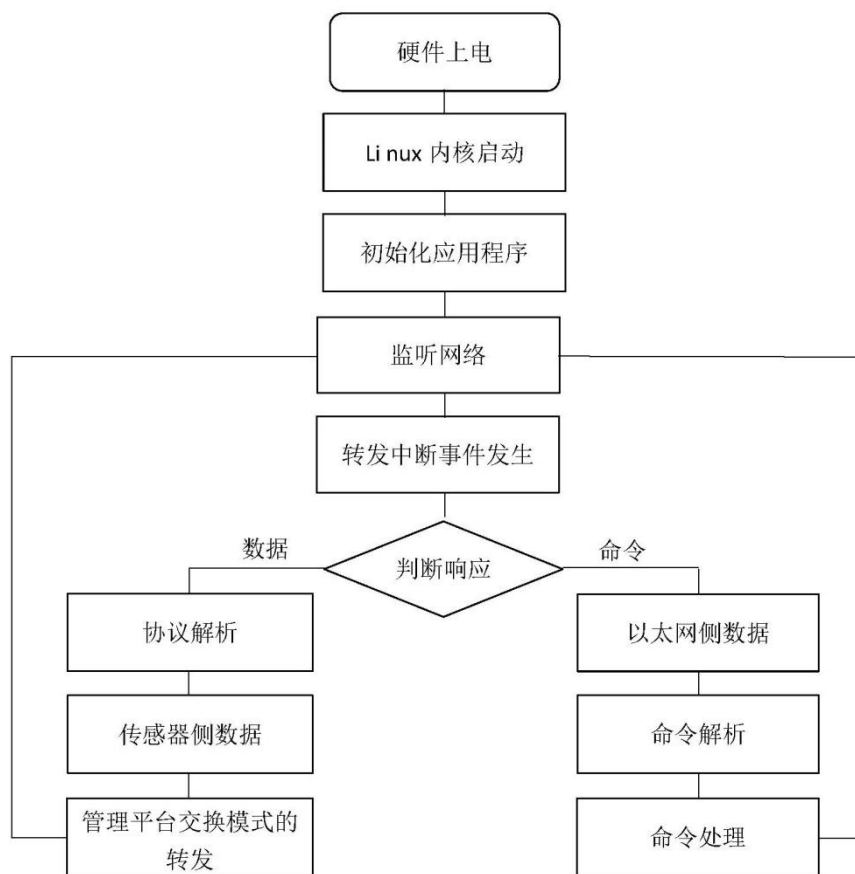 硬件上电
Linux 内核启动
初始化应用程序
监听网络
转发中断事件发生
数据
判断响应
命令
协议解析
以太网侧数据
传感器侧数据
命令解析
管理平台交换模式的
转发
命令处理